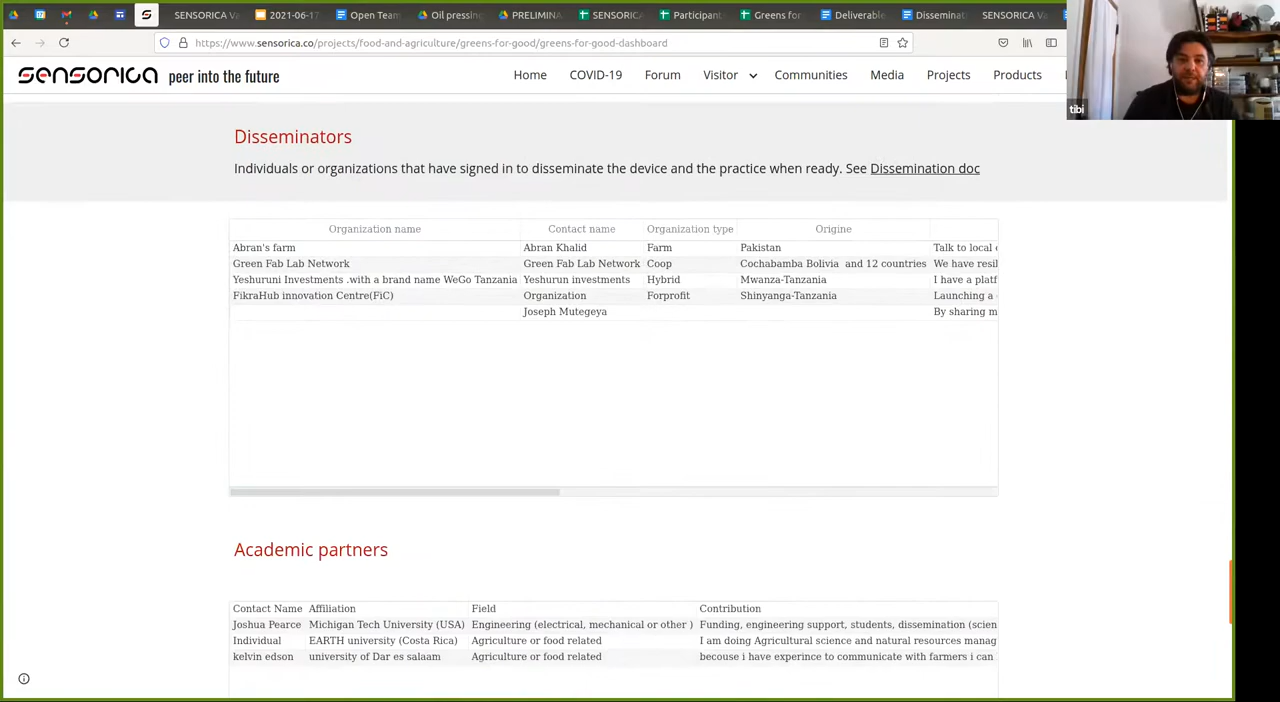 SENSORICA Va
2021-06-17
Open Team
Oil pressing
PRELIMINA
SENSORICA
Participant
Greens for
Deliverable
Disseminat
SENSORICA Va
https://www.sensorica.co/projects/food-and-agriculture/greens-for-good/greens-for-good-dashboard
sensorica peer into the future
Home COVID-19 Forum Visitor Communities Media Projects Products
tibi
Disseminators
Individuals or organizations that have signed in to disseminate the device and the practice when ready. See Dissemination doc
Organization name Contact name Organization type Origine
Abran's farm Abran Khalid Farm Pakistan Talk to local
Green Fab Lab Network Green Fab Lab Network Coop Cochabamba Bolivia and 12 countries We have resil
Yeshuruni Investments .with a brand name WeGo Tanzania Yeshurun investments Hybrid Mwanza-Tanzania I have a platf
FikraHub innovation Centre(FiC) Organization Forprofit Shinyanga-Tanzania Launching a
Joseph Mutegeya By sharing m
Academic partners
Contact Name Affiliation Field Contribution
Joshua Pearce Michigan Tech University (USA) Engineering (electrical, mechanical or other ) Funding, engineering support, students, dissemination (scien
Individual EARTH university (Costa Rica) Agriculture or food related I am doing Agricultural science and natural resources manag
kelvin edson university of Dar es salaam Agriculture or food related becouse i have experince to communicate with farmers i can